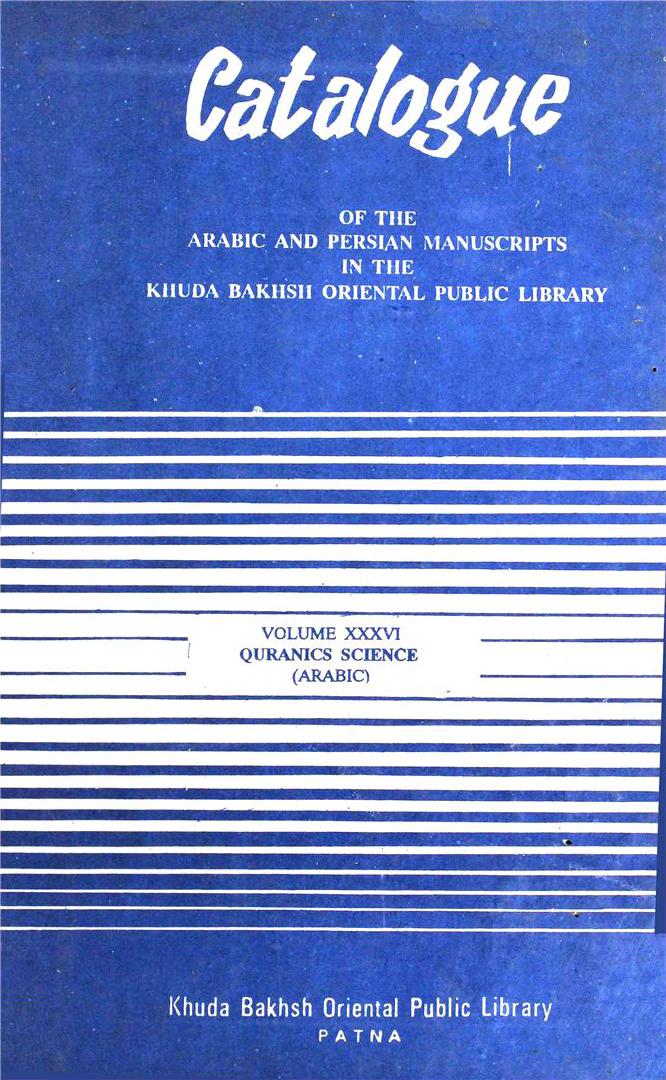 Catalogue
OF THE
ARABIC AND PERSIAN MANUSCRIPTS
IN THE
KHUDA BAKHSH ORIENTAL PUBLIC LIBRARY
VOLUME XXXVI
QURANICS SCIENCE
(ARABIC)
Khuda Bakhsh Oriental Public Library
PATNA